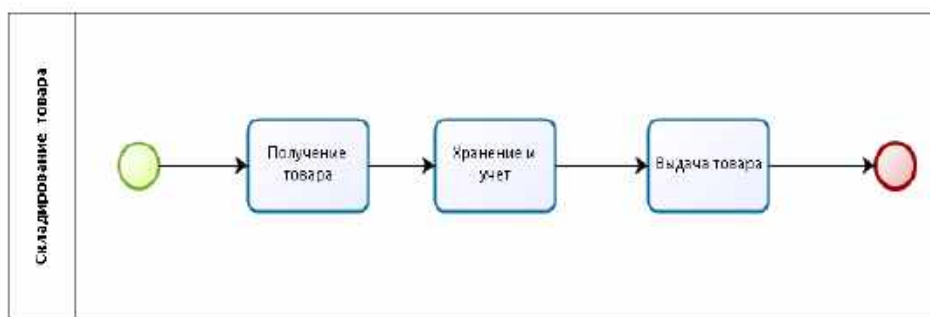 Складирование товара
Получение
товара
Хранение и
учет
Выдача товара